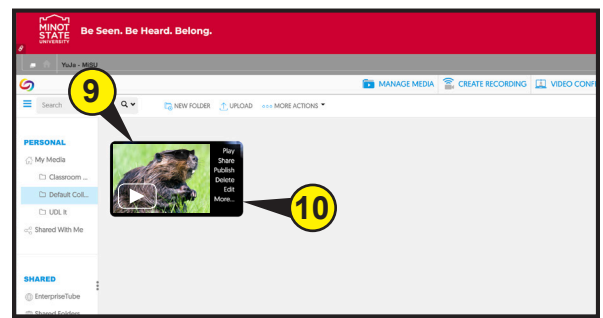 MINOT
STATE
UNIVERSITY
Be Seen. Be Heard. Belong.
YuJa - MiSU
MANAGE MEDIA
CREATE RECORDING
VIDEO CONF
9
Search
NEW FOLDER
UPLOAD
MORE ACTIONS
PERSONAL
My Media
Classroom ...
Default Coll...
UDL It
Shared With Me
Play
Share
Publish
Delete
Edit
More...
10
SHARED
EnterpriseTube
Shared Folders